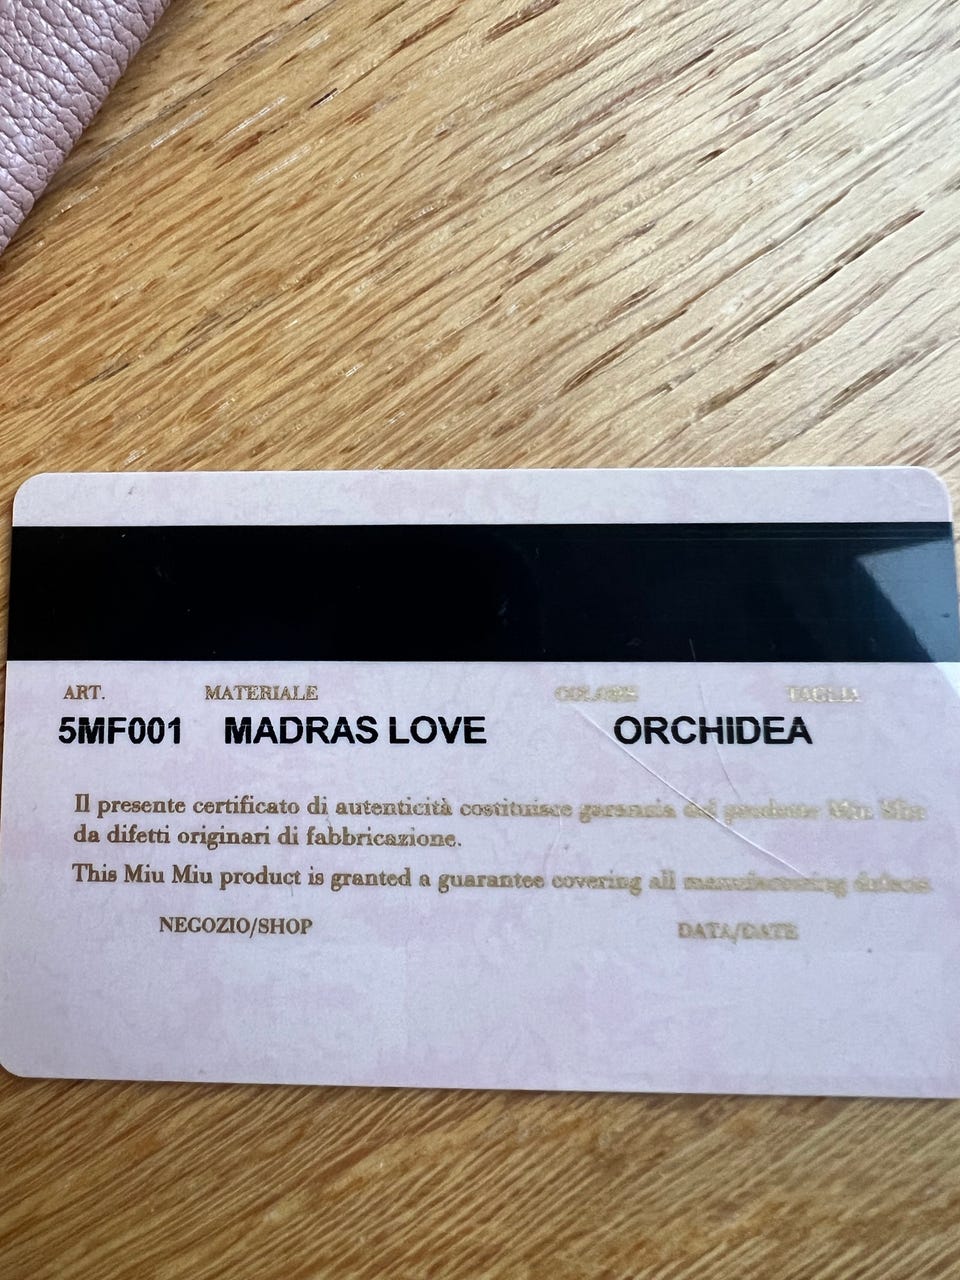 ART. MATERIALE COLORE TAGLIA
5MF001 MADRAS LOVE ORCHIDEA
Il presente certificato di autenticità costituisce garanzia del prodotto Miu Miu
da difetti originari di fabbricazione.
This Miu Miu product is granted a guarantee covering all manufacturing defects.
NEGOZIO/SHOP DATA/DATE